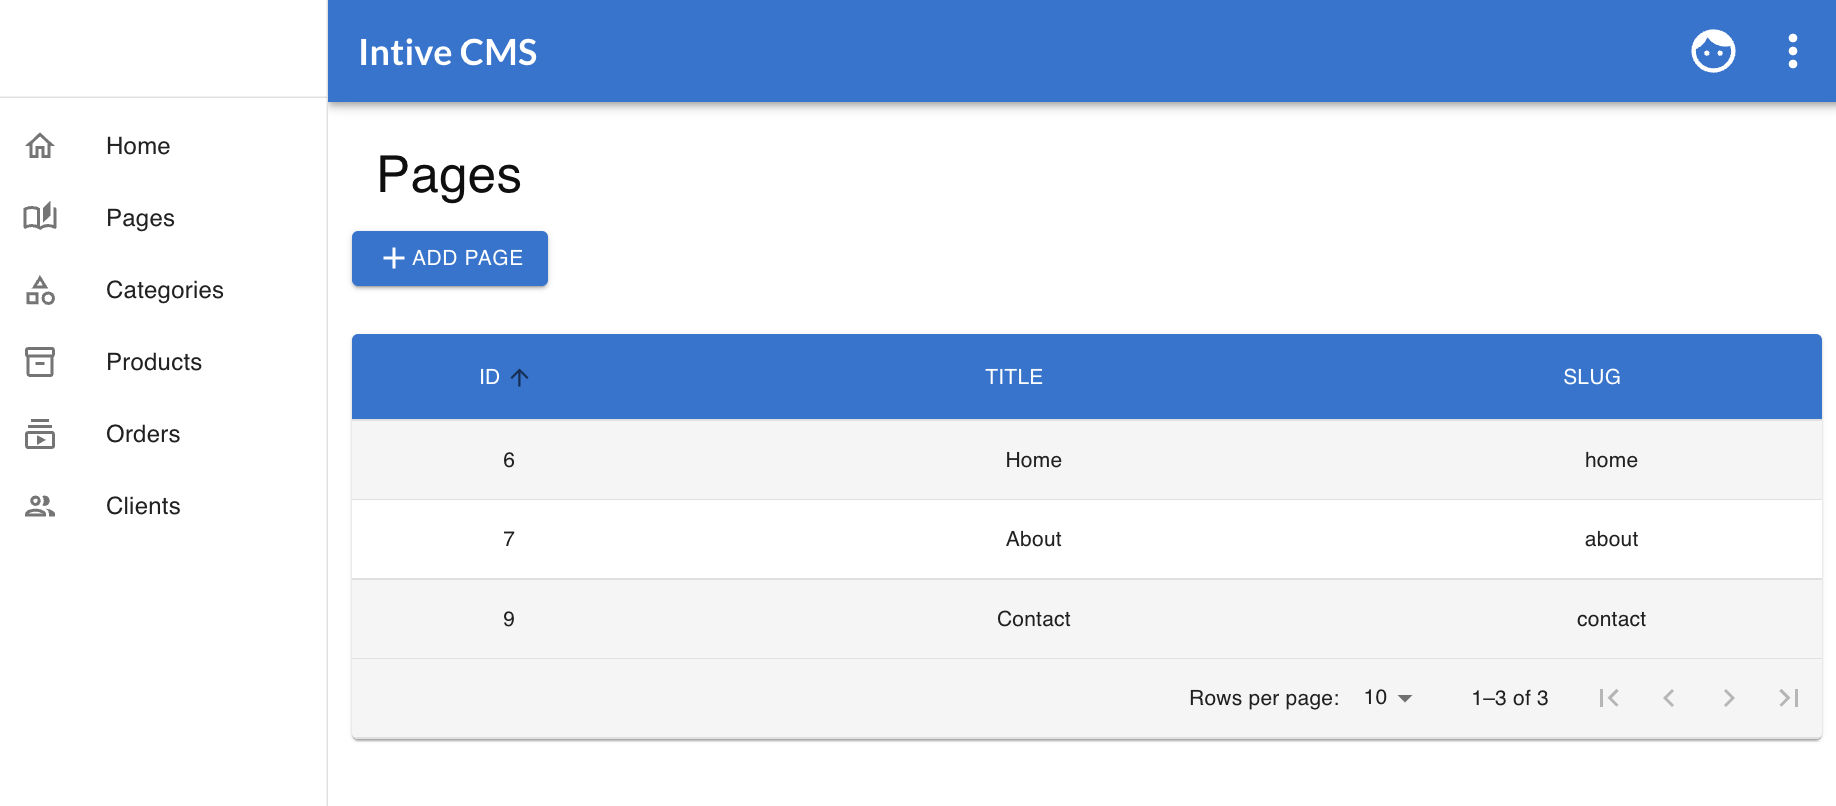 Intive CMS
Home
Pages
Categories
Products
Orders
Clients
Pages
ADD PAGE
ID TITLE SLUG
6 Home home
7 About about
9 Contact contact
Rows per page: 10 1–3 of 3